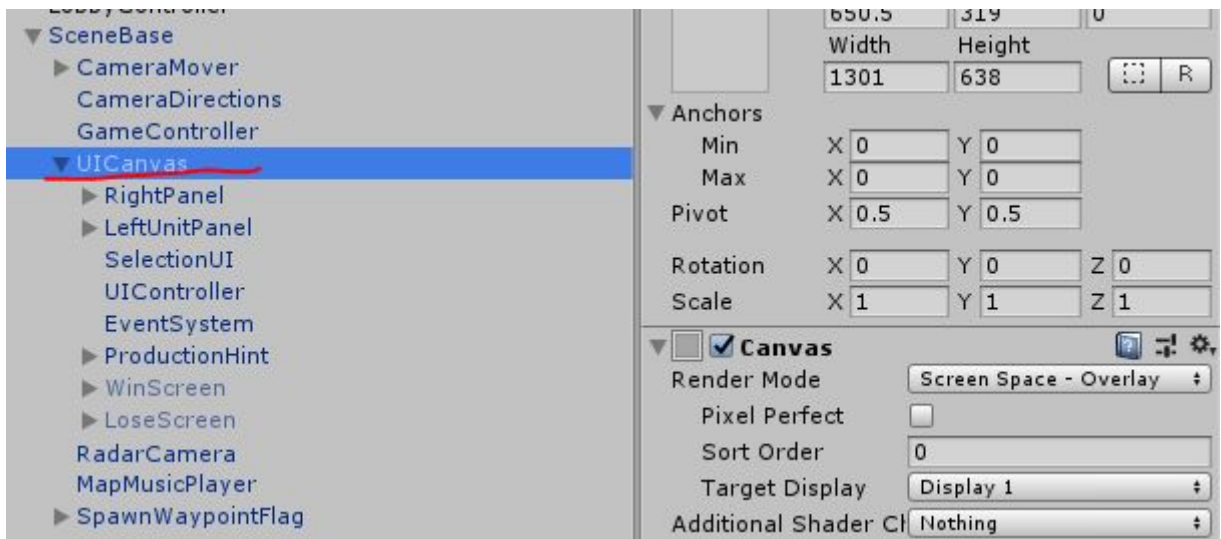 LobbyController
SceneBase
CameraMover
CameraDirections
GameController
UICanvas
RightPanel
LeftUnitPanel
SelectionUI
UIController
EventSystem
ProductionHint
WinScreen
LoseScreen
RadarCamera
MapMusicPlayer
SpawnWaypointFlag
650.5 319 0
Width Height
1301 638 R
Anchors
Min X 0 Y 0
Max X 0 Y 0
Pivot X 0.5 Y 0.5
Rotation X 0 Y 0 Z 0
Scale X 1 Y 1 Z 1
Canvas
Render Mode Screen Space - Overlay
Pixel Perfect
Sort Order 0
Target Display Display 1
Additional Shader Ch Nothing